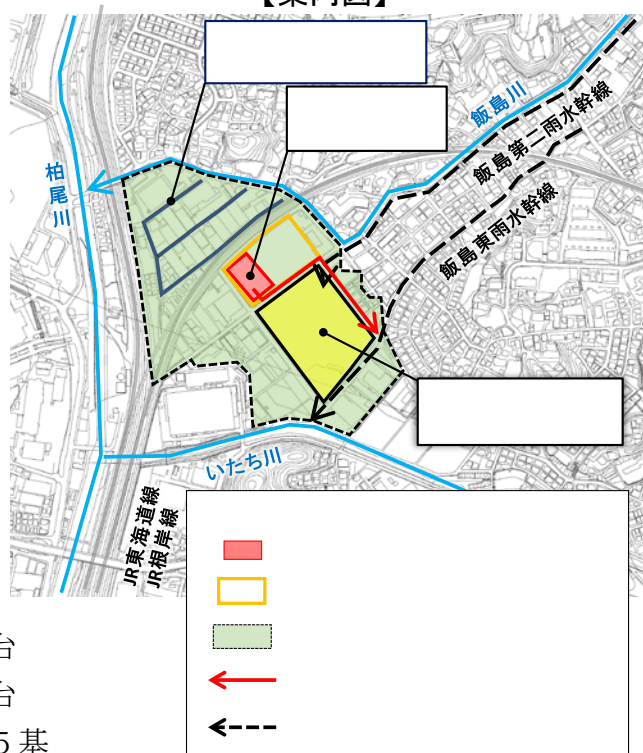 【案内図】
飯島川
飯島第二雨水幹線
飯島東雨水幹線
柏尾川
いたち川
JR東海道線
JR根岸線
台
台
5基